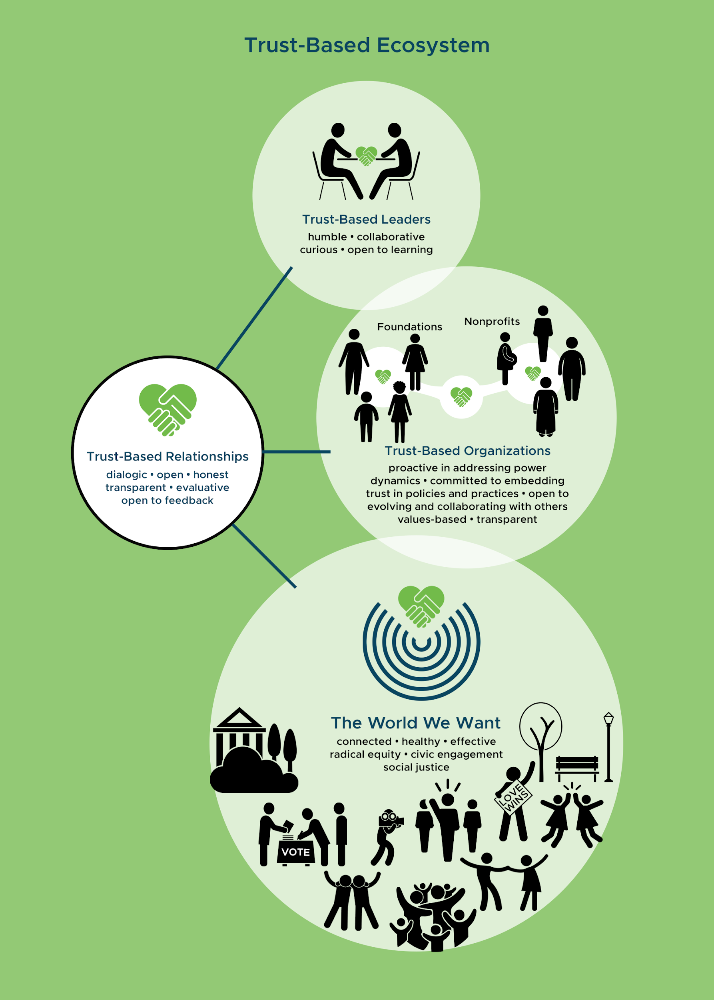 Trust-Based Ecosystem
Trust-Based Leaders
humble • collaborative
curious • open to learning
Foundations
Nonprofits
Trust-Based Relationships
dialogic • open • honest
transparent • evaluative
open to feedback
Trust-Based Organizations
proactive in addressing power
dynamics • committed to embedding
trust in policies and practices • open to
evolving and collaborating with others
values-based • transparent
The World We Want
connected • healthy • effective
radical equity • civic engagement
social justice
LOVE
WINS
VOTE